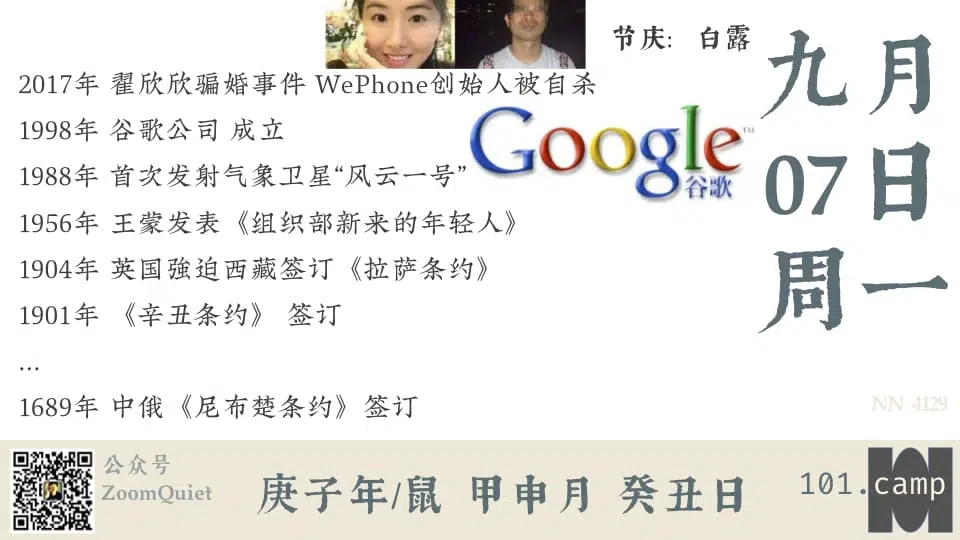 节庆: 白露
九月
07日
周一
2017年 翟欣欣骗婚事件 WePhone创始人被自杀
1998年 谷歌公司 成立
Google™
谷歌
1988年 首次发射气象卫星“风云一号”
1956年 王蒙发表《组织部新来的年轻人》
1904年 英国強迫西藏签订《拉萨条约》
1901年 《辛丑条约》 签订
...
1689年 中俄《尼布楚条约》签订
NN 4129
公众号
ZoomQuiet
庚子年/鼠 甲申月 癸丑日
101.camp